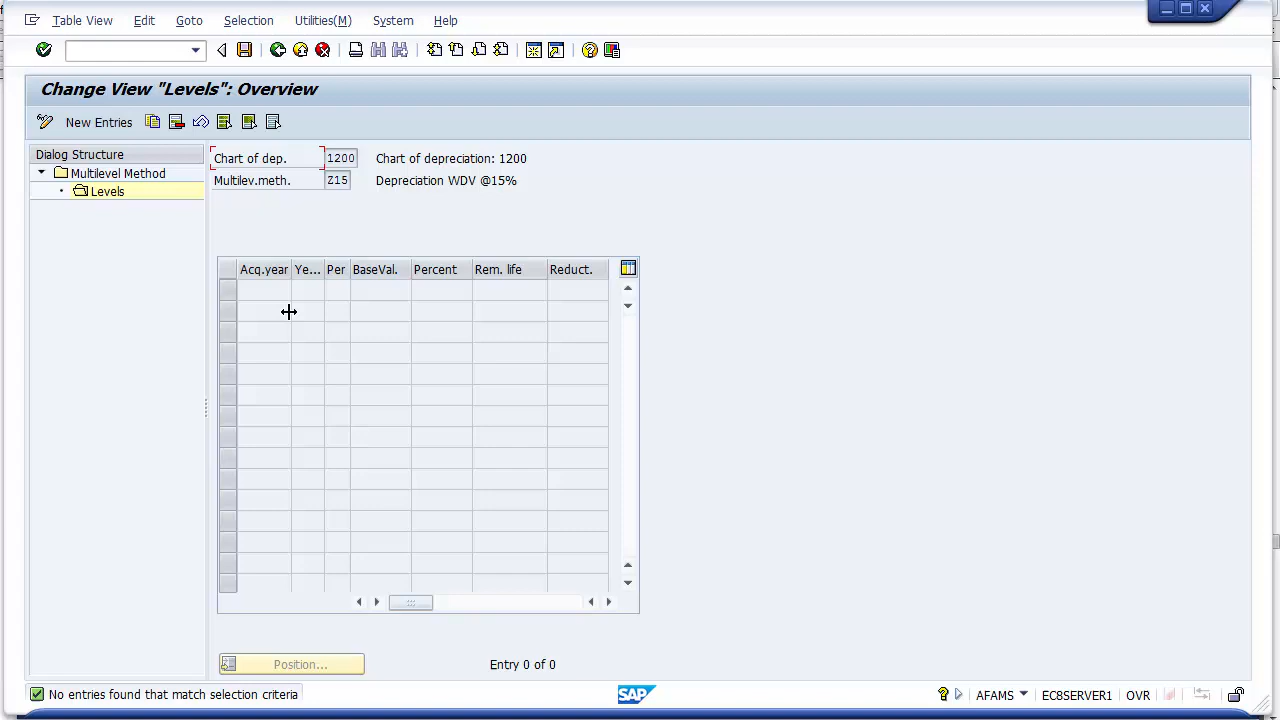 Table View Edit Goto Selection Utilities(M) System Help
Change View "Levels": Overview
New Entries
Dialog Structure
Multilevel Method
Levels
Chart of dep. 1200 Chart of depreciation: 1200
Multilev.meth. Z15 Depreciation WDV @15%
Acq.year Ye... Per BaseVal. Percent Rem. life Reduct.
Position... Entry 0 of 0
No entries found that match selection criteria
SAP
AFAMS EC8SERVER1 OVR